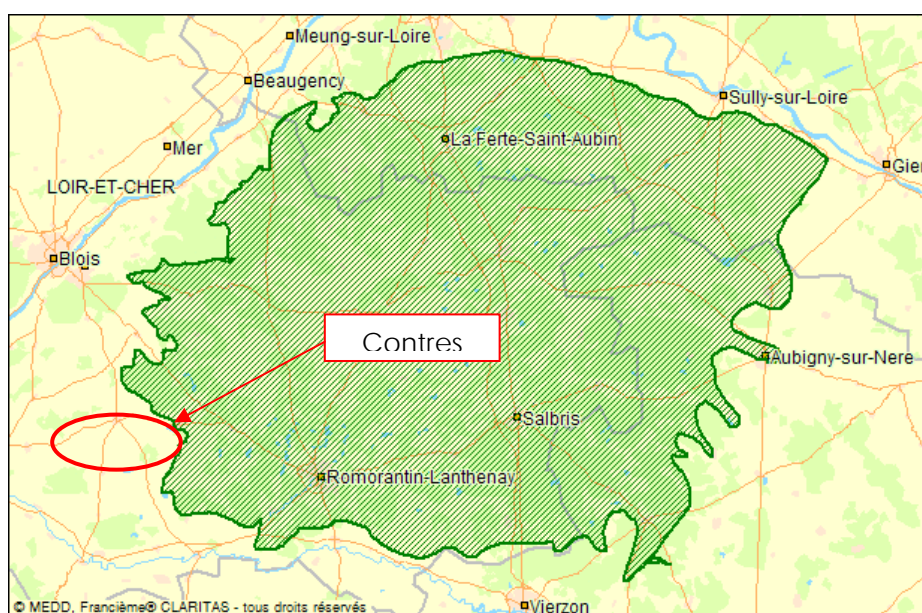 Meung-sur-Loire
Beaugency
Sully-sur-Loire
La Ferte-Saint-Aubin
Mer
Gien
LOIR-ET-CHER
Blois
Contres
Aubigny-sur-Nere
Salbris
Romorantin-Lanthenay
© MEDD, Francième® CLARITAS - tous droits réservés
Vierzon